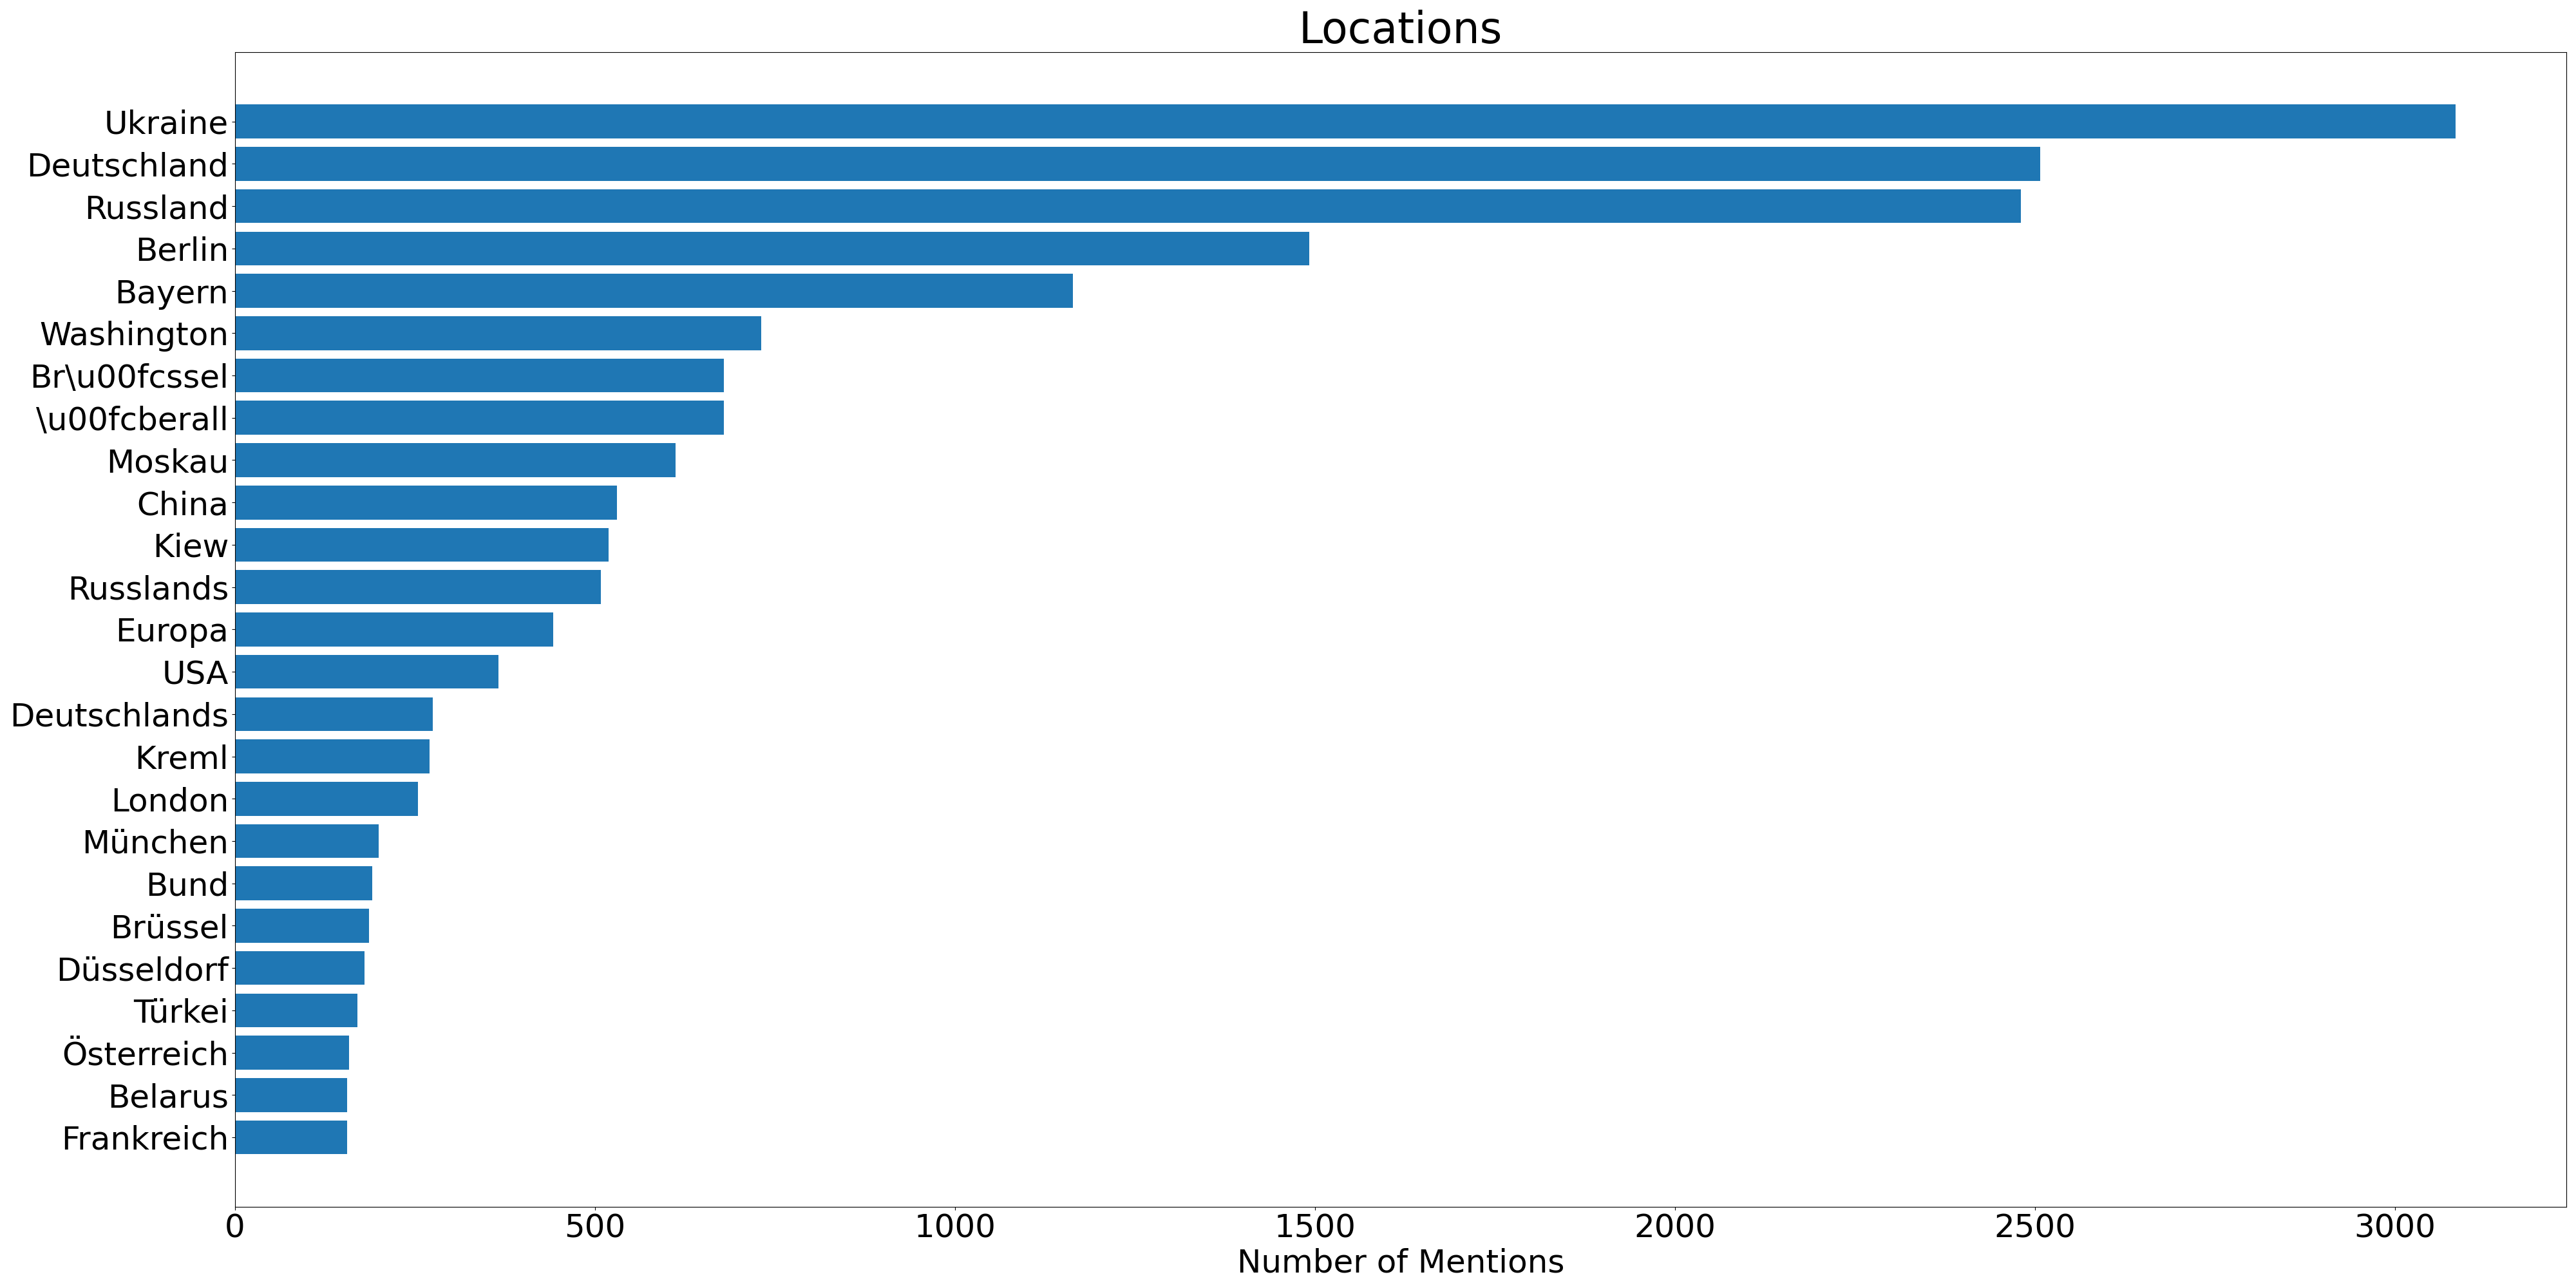 Locations
Ukraine
Deutschland
Russland
Berlin
Bayern
Washington
Br\u00fcssel
\u00fcberall
Moskau
China
Kiew
Russlands
Europa
USA
Deutschlands
Kreml
London
München
Bund
Brüssel
Düsseldorf
Türkei
Österreich
Belarus
Frankreich
0 500 1000 1500 2000 2500 3000
Number of Mentions